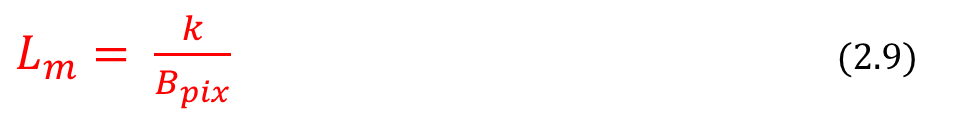 L_m = k / B_pix (2.9)